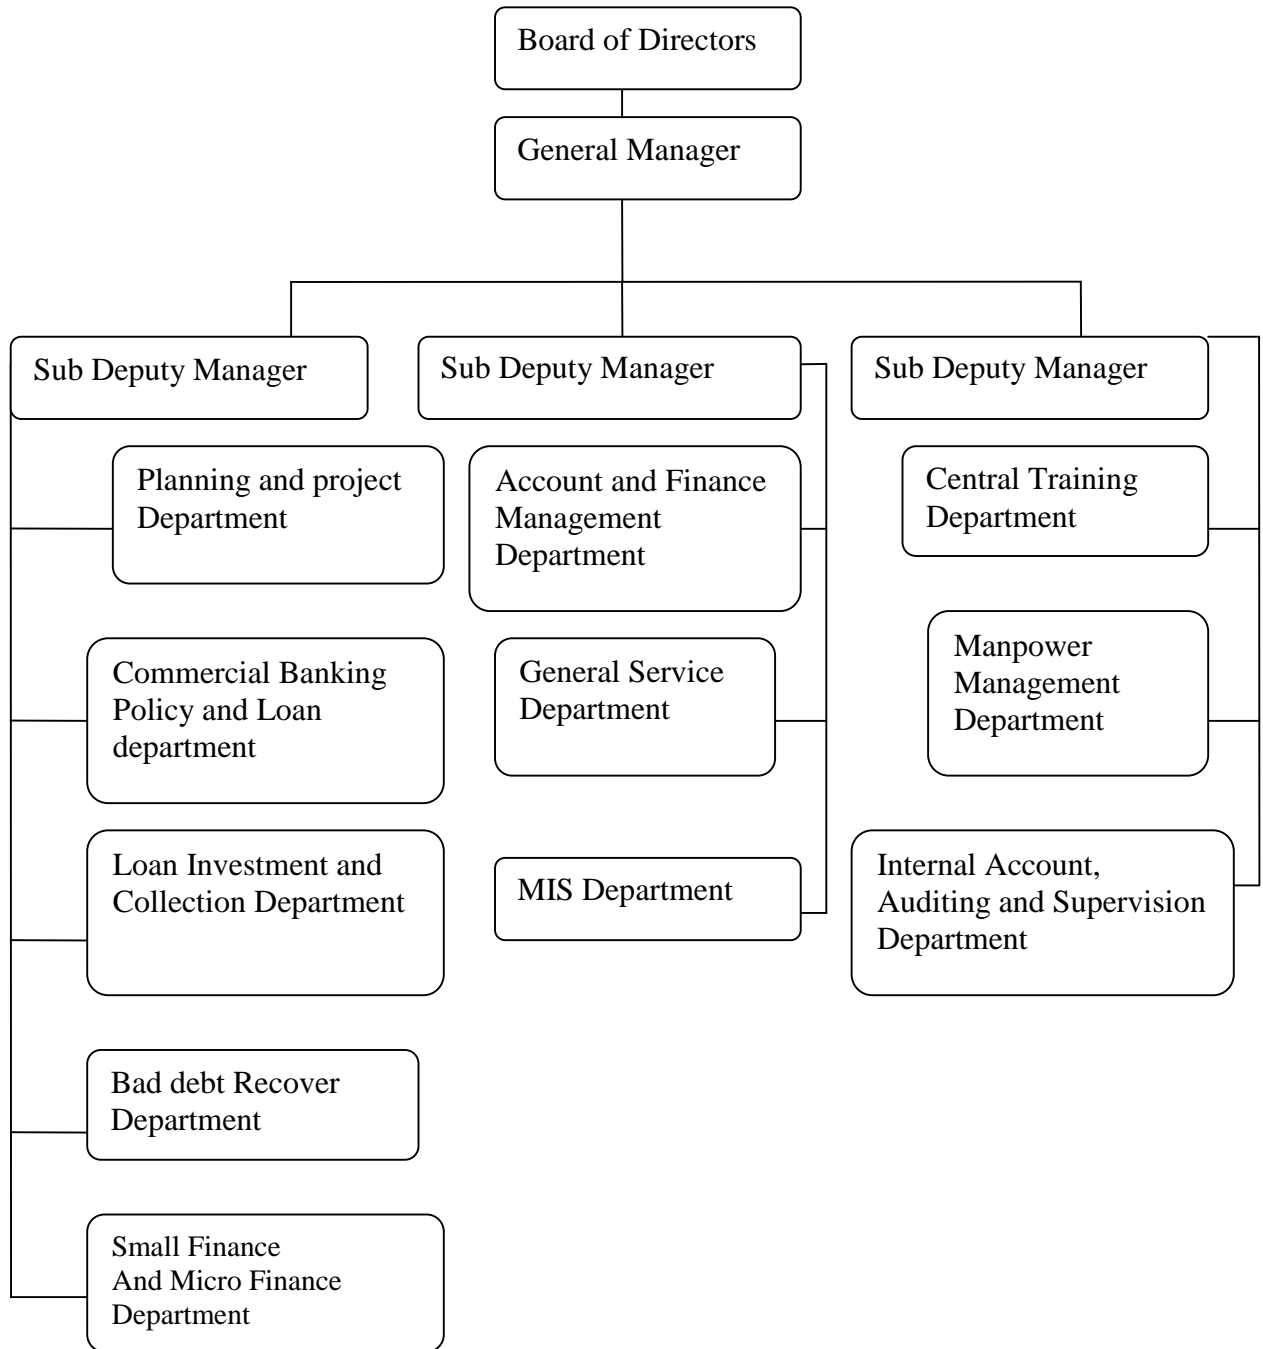 Board of Directors
General Manager
Sub Deputy Manager
Planning and project
Department
Commercial Banking
Policy and Loan
department
Loan Investment and
Collection Department
Bad debt Recover
Department
Small Finance
And Micro Finance
Department
Sub Deputy Manager
Account and Finance
Management
Department
General Service
Department
MIS Department
Sub Deputy Manager
Central Training
Department
Manpower
Management
Department
Internal Account,
Auditing and Supervision
Department